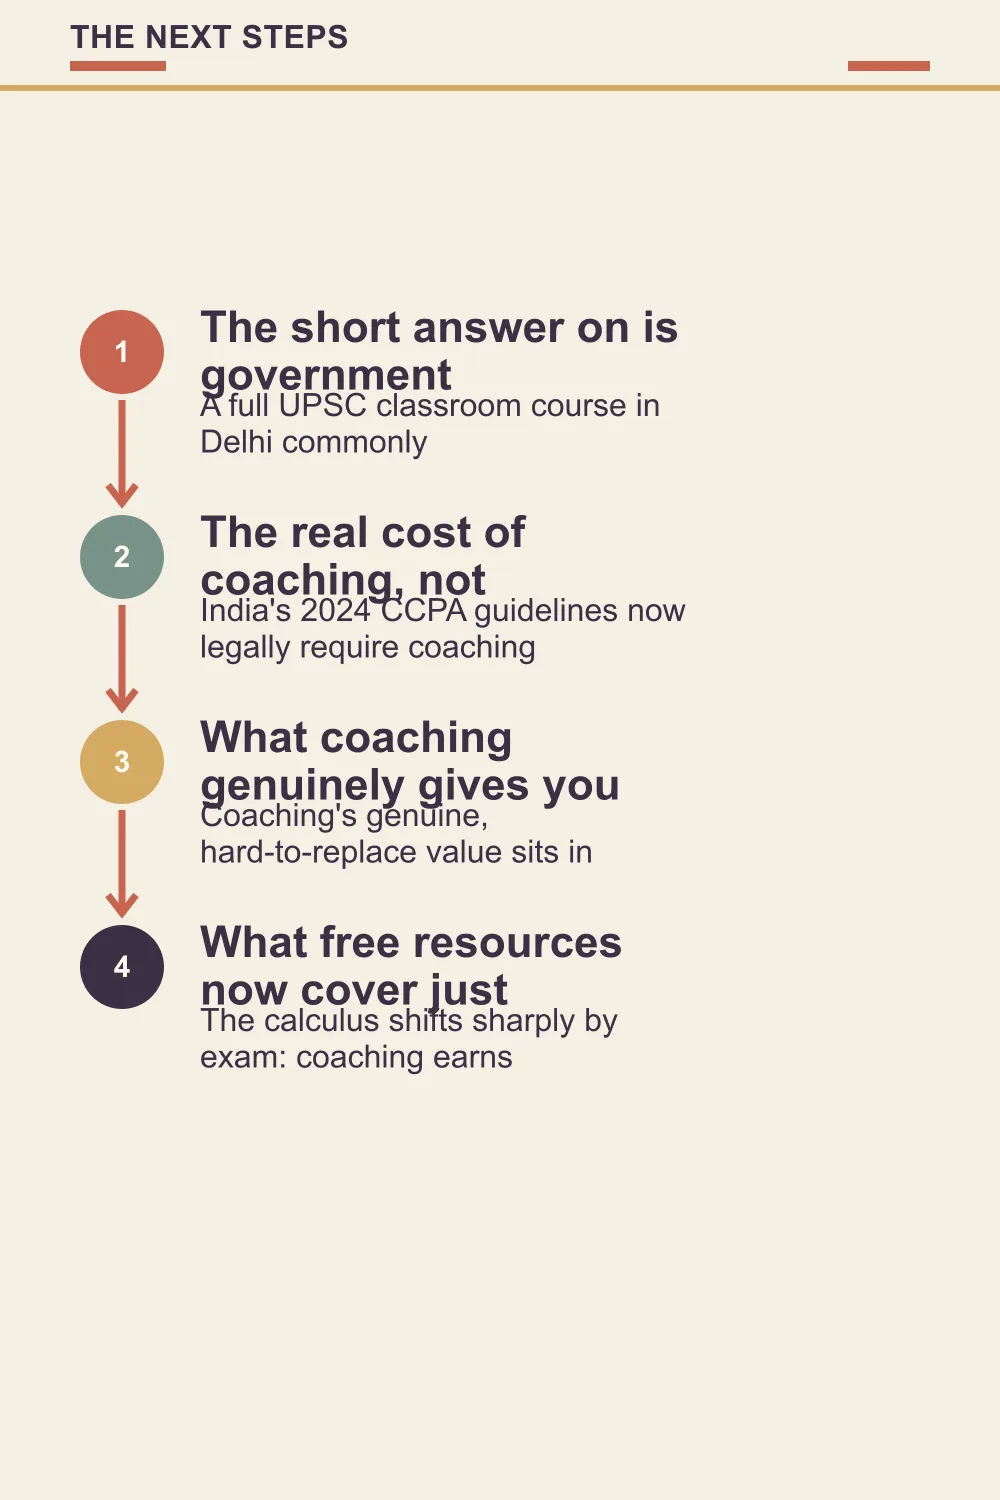 THE NEXT STEPS
1
The short answer on is
government
A full UPSC classroom course in
Delhi commonly
2
The real cost of
coaching, not
India's 2024 CCPA guidelines now
legally require coaching
3
What coaching
genuinely gives you
Coaching's genuine,
hard-to-replace value sits in
4
What free resources
now cover just
The calculus shifts sharply by
exam: coaching earns